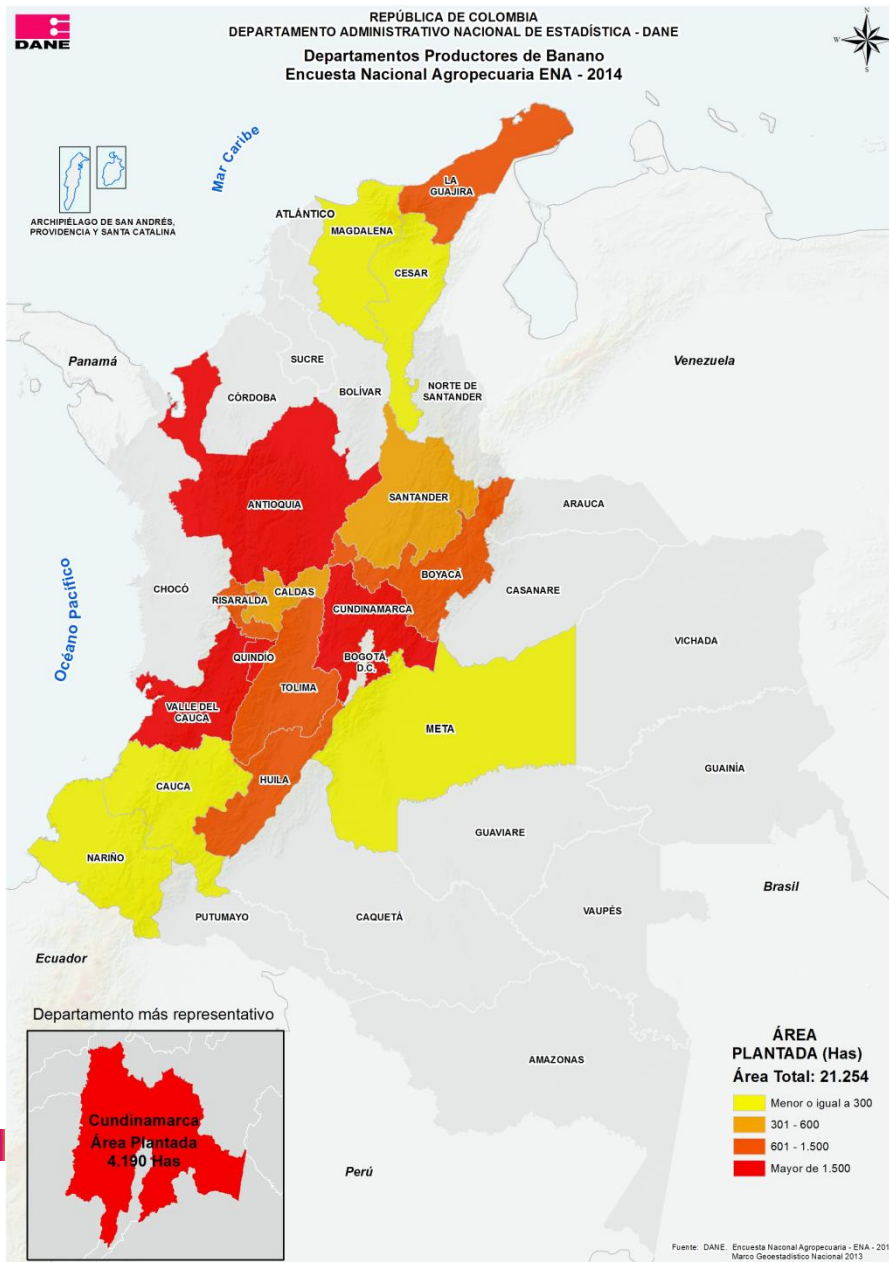 DANE
REPÚBLICA DE COLOMBIA
DEPARTAMENTO ADMINISTRATIVO NACIONAL DE ESTADÍSTICA - DANE
Departamentos Productores de Banano
Encuesta Nacional Agropecuaria ENA - 2014
N
W
E
S
Mar Caribe
ARCHIPIÉLAGO DE SAN ANDRÉS,
PROVIDENCIA Y SANTA CATALINA
LA
GUAJIRA
ATLÁNTICO
MAGDALENA
CESAR
Panamá
SUCRE
Venezuela
CÓRDOBA
BOLÍVAR
NORTE DE
SANTANDER
ANTIOQUIA
SANTANDER
ARAUCA
Océano Pacífico
CHOCÓ
RISARALDA
CALDAS
BOYACÁ
CASANARE
CUNDINAMARCA
VICHADA
QUINDIO
BOGOTÁ,
D.C.
TOLIMA
VALLE DEL
CAUCA
META
GUAINÍA
CAUCA
HUILA
GUAVIARE
NARIÑO
Brasil
PUTUMAYO
CAQUETÁ
VAUPÉS
Ecuador
AMAZONAS
Perú
Departamento más representativo
Cundinamarca
Área Plantada
4.190 Has
ÁREA
PLANTADA (Has)
Área Total: 21.254
Menor o igual a 300
301 - 600
601 - 1.500
Mayor de 1.500
Fuente: DANE. Encuesta Naconal Agropecuaria - ENA - 201
Marco Geoestadístico Nacional 2013